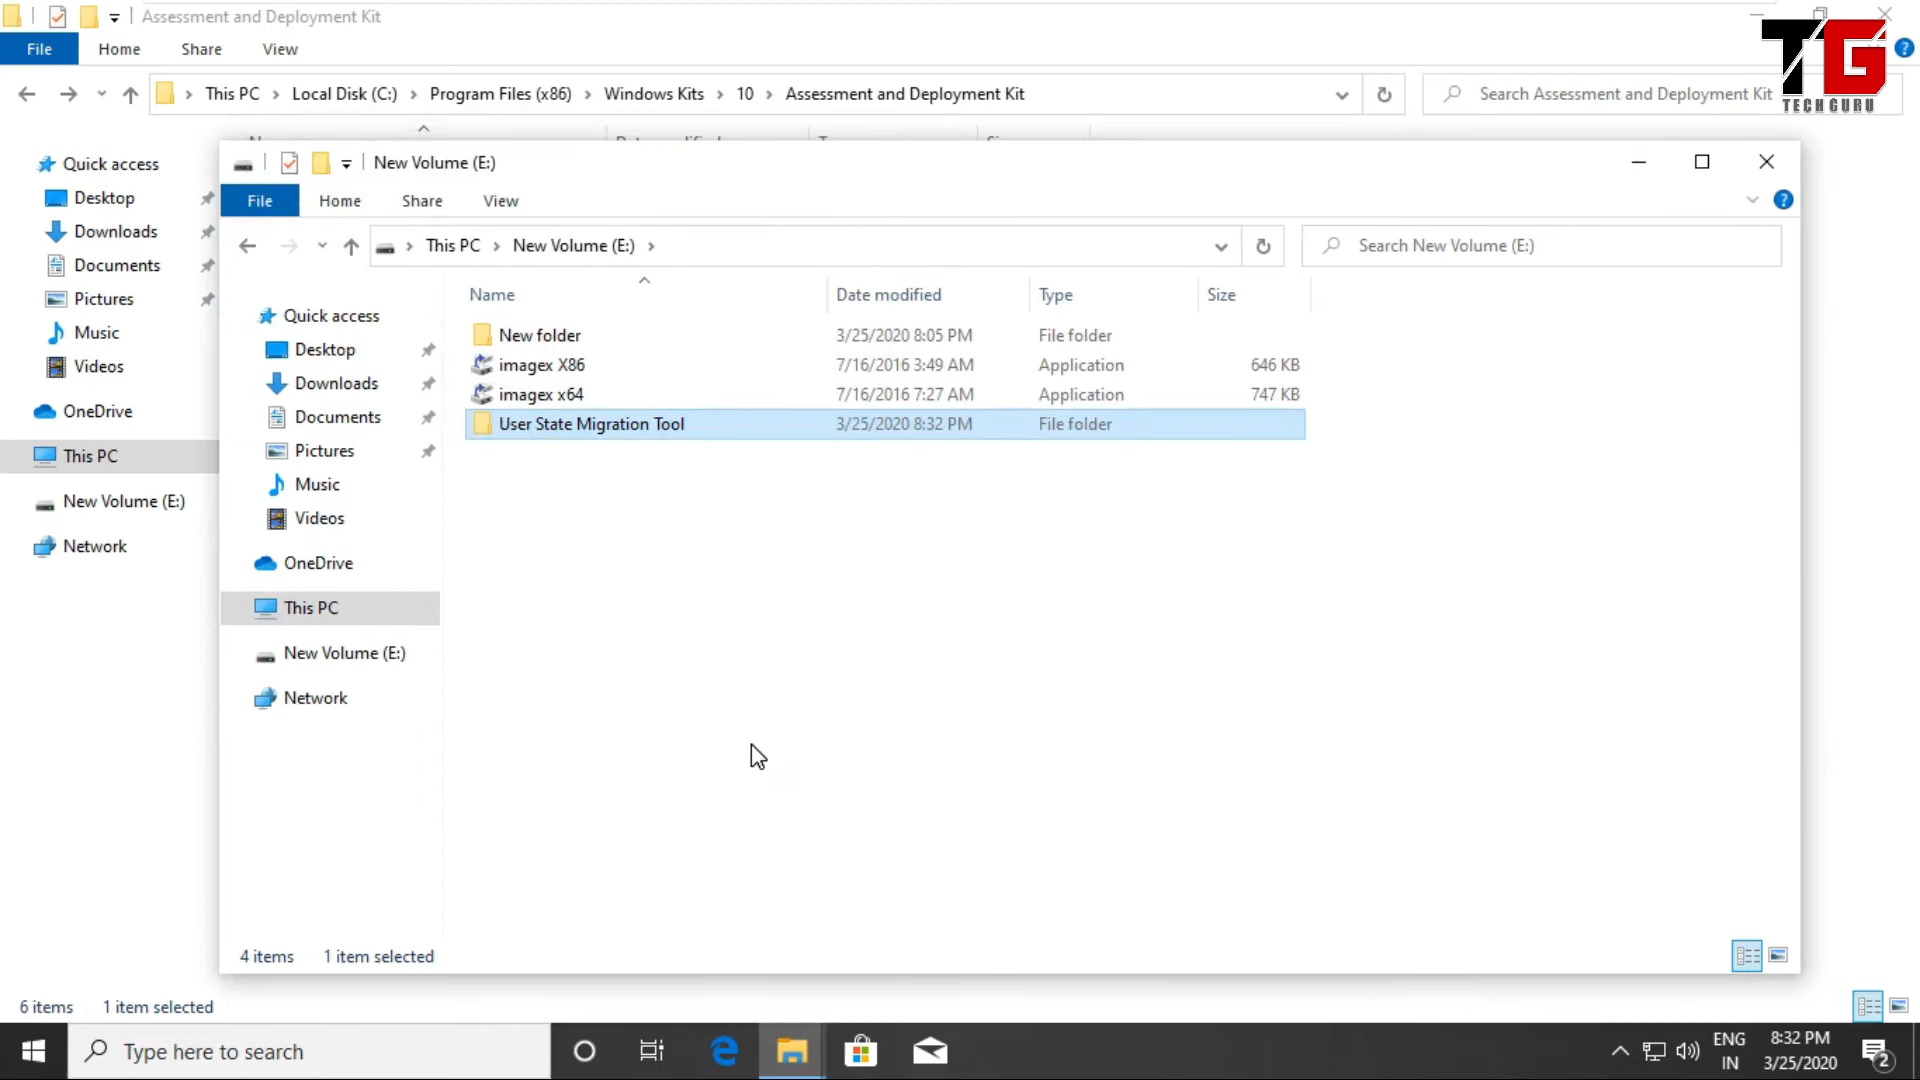 Assessment and Deployment Kit
File Home Share View
This PC Local Disk (C:) Program Files (x86) Windows Kits 10 Assessment and Deployment Kit
Search Assessment and Deployment Kit
TG
TECH GURU
Quick access
Desktop
Downloads
Documents
Pictures
Music
Videos
OneDrive
This PC
New Volume (E:)
Network
6 items 1 item selected
New Volume (E:)
File Home Share View
This PC New Volume (E:)
Search New Volume (E:)
Quick access
Desktop
Downloads
Documents
Pictures
Music
Videos
OneDrive
This PC
New Volume (E:)
Network
Name Date modified Type Size
New folder 3/25/2020 8:05 PM File folder
imagex X86 7/16/2016 3:49 AM Application 646 KB
imagex x64 7/16/2016 7:27 AM Application 747 KB
User State Migration Tool 3/25/2020 8:32 PM File folder
4 items 1 item selected
Type here to search
ENG
IN
8:32 PM
3/25/2020
2